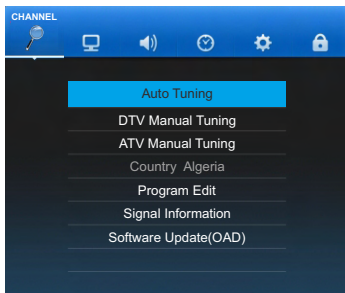 CHANNEL
Auto Tuning
DTV Manual Tuning
ATV Manual Tuning
Country Algeria
Program Edit
Signal Information
Software Update(OAD)